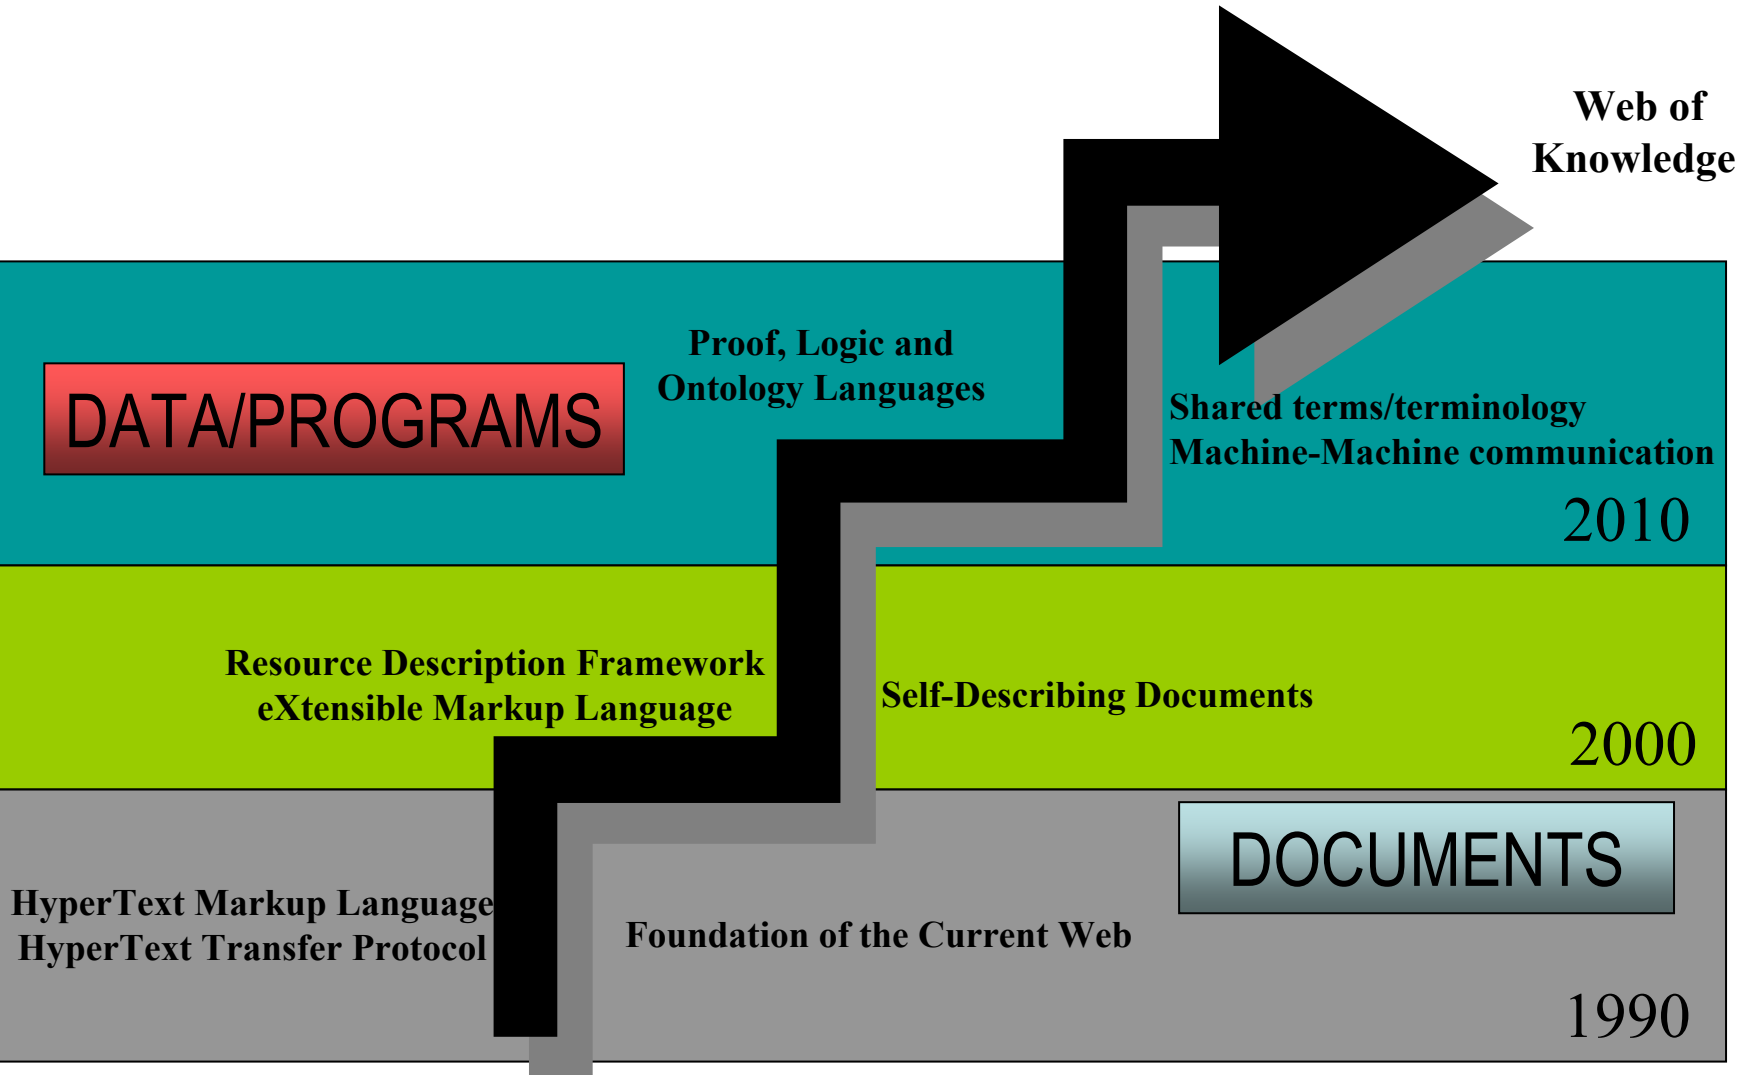 Web of
Knowledge
Proof, Logic and
Ontology Languages
DATA/PROGRAMS
Shared terms/terminology
Machine-Machine communication
2010
Resource Description Framework
eXtensible Markup Language
Self-Describing Documents
2000
DOCUMENTS
HyperText Markup Language
HyperText Transfer Protocol
Foundation of the Current Web
1990